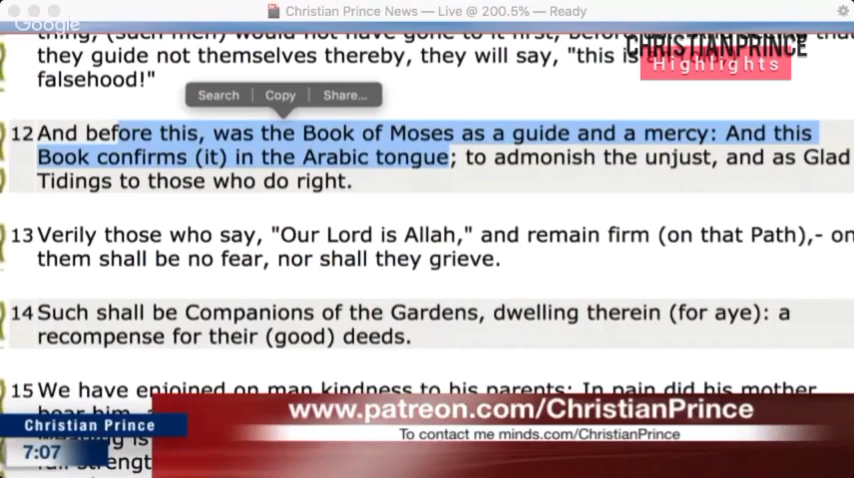 Christian Prince News — Live @ 200.5% — Ready
Google
they guide not themselves thereby, they will say, "this is
falsehood!"
CHRISTIAN PRINCE
Highlights
Search | Copy | Share...
12 And before this, was the Book of Moses as a guide and a mercy: And this
Book confirms (it) in the Arabic tongue; to admonish the unjust, and as Glad
Tidings to those who do right.
13 Verily those who say, "Our Lord is Allah," and remain firm (on that Path),- on
them shall be no fear, nor shall they grieve.
14 Such shall be Companions of the Gardens, dwelling therein (for aye): a
recompense for their (good) deeds.
15 We have enjoined on man kindness to his parents: In pain did his mother
www.patreon.com/ChristianPrince
To contact me minds.com/ChristianPrince
Christian Prince
7:07